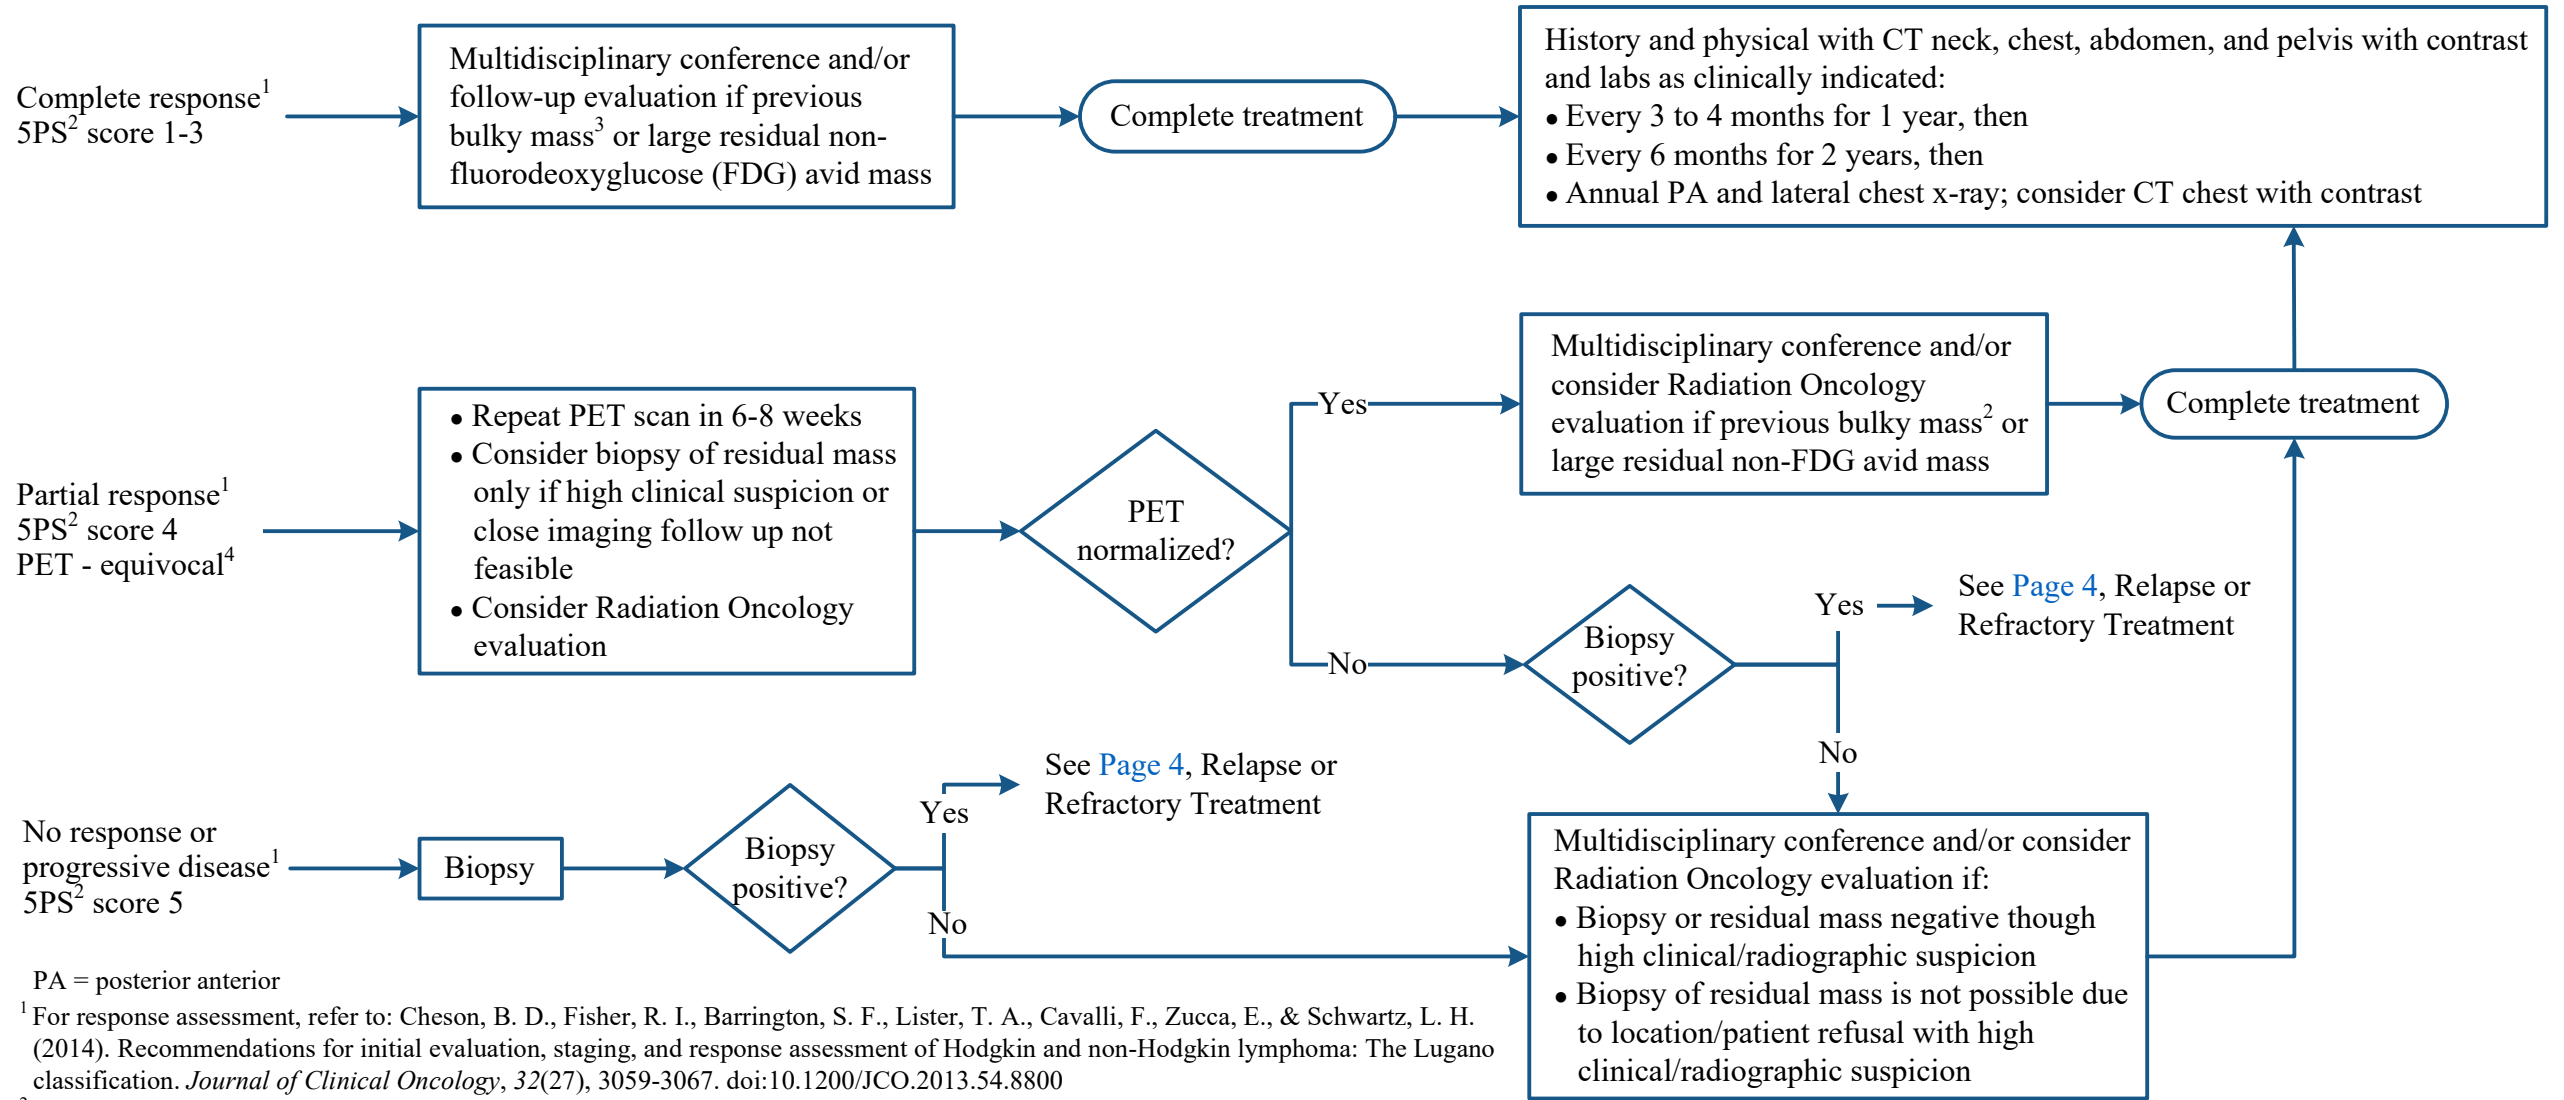 Complete response1
5PS2 score 1-3
Multidisciplinary conference and/or
follow-up evaluation if previous
bulky mass3 or large residual non-
fluorodeoxyglucose (FDG) avid mass
Complete treatment
History and physical with CT neck, chest, abdomen, and pelvis with contrast
and labs as clinically indicated:
● Every 3 to 4 months for 1 year, then
● Every 6 months for 2 years, then
● Annual PA and lateral chest x-ray; consider CT chest with contrast
Partial response1
5PS2 score 4
PET - equivocal4
● Repeat PET scan in 6-8 weeks
● Consider biopsy of residual mass
only if high clinical suspicion or
close imaging follow up not
feasible
● Consider Radiation Oncology
evaluation
PET
normalized?
Yes
Multidisciplinary conference and/or
consider Radiation Oncology
evaluation if previous bulky mass2 or
large residual non-FDG avid mass
Complete treatment
No
Biopsy
positive?
Yes
See Page 4, Relapse or
Refractory Treatment
No
No response or
progressive disease1
5PS2 score 5
Biopsy
Biopsy
positive?
Yes
See Page 4, Relapse or
Refractory Treatment
No
Multidisciplinary conference and/or consider
Radiation Oncology evaluation if:
● Biopsy or residual mass negative though
high clinical/radiographic suspicion
● Biopsy of residual mass is not possible due
to location/patient refusal with high
clinical/radiographic suspicion
PA = posterior anterior
1 For response assessment, refer to: Cheson, B. D., Fisher, R. I., Barrington, S. F., Lister, T. A., Cavalli, F., Zucca, E., & Schwartz, L. H.
(2014). Recommendations for initial evaluation, staging, and response assessment of Hodgkin and non-Hodgkin lymphoma: The Lugano
classification. Journal of Clinical Oncology, 32(27), 3059-3067. doi:10.1200/JCO.2013.54.8800